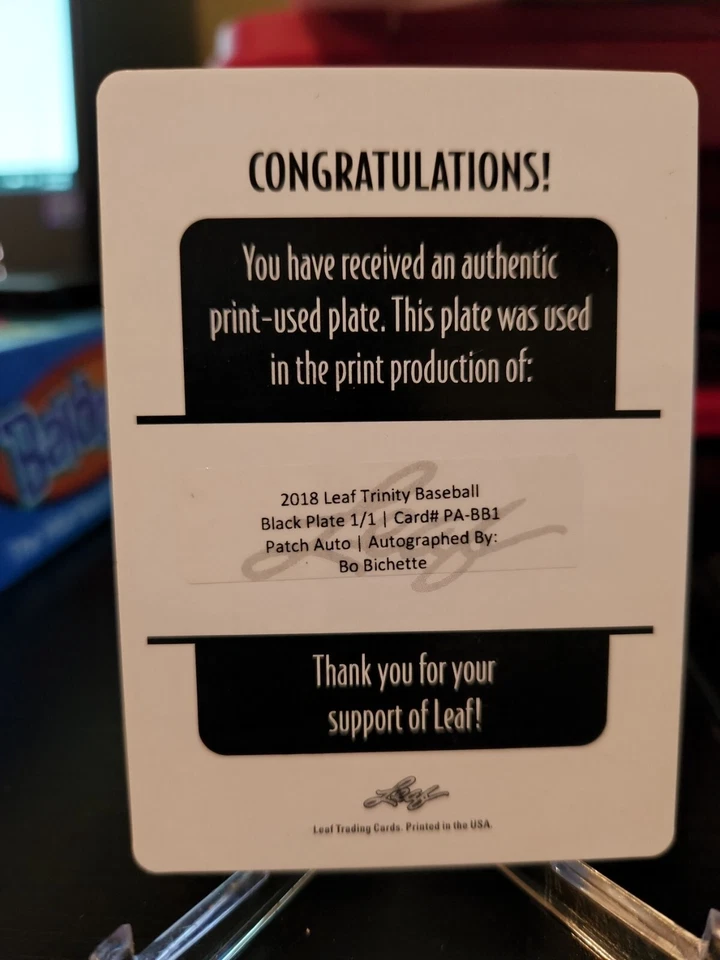 CONGRATULATIONS!
You have received an authentic
print-used plate. This plate was used
in the print production of:
2018 Leaf Trinity Baseball
Black Plate 1/1 | Card# PA-BB1
Patch Auto | Autographed By:
Bo Bichette
Thank you for your
support of Leaf!
Leaf
Leaf Trading Cards. Printed in the USA.